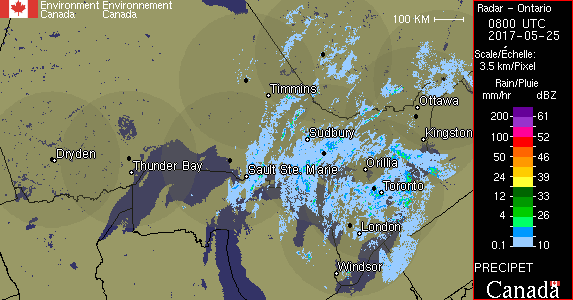 Environment Environnement
Canada Canada
100 KM
Timmins
Ottawa
Sudbury
Kingston
Dryden
Thunder Bay
Sault Ste. Marie
Orillia
Toronto
London
Windsor
Radar - Ontario
0800 UTC
2017-05-25
Scale/Échelle:
3.5 km/Pixel
Rain/Pluie
mm/hr dBZ
200 61
100 56
52
50 46
24 39
12 33
4 26
1
0.1 10
PRECIPET
Canada